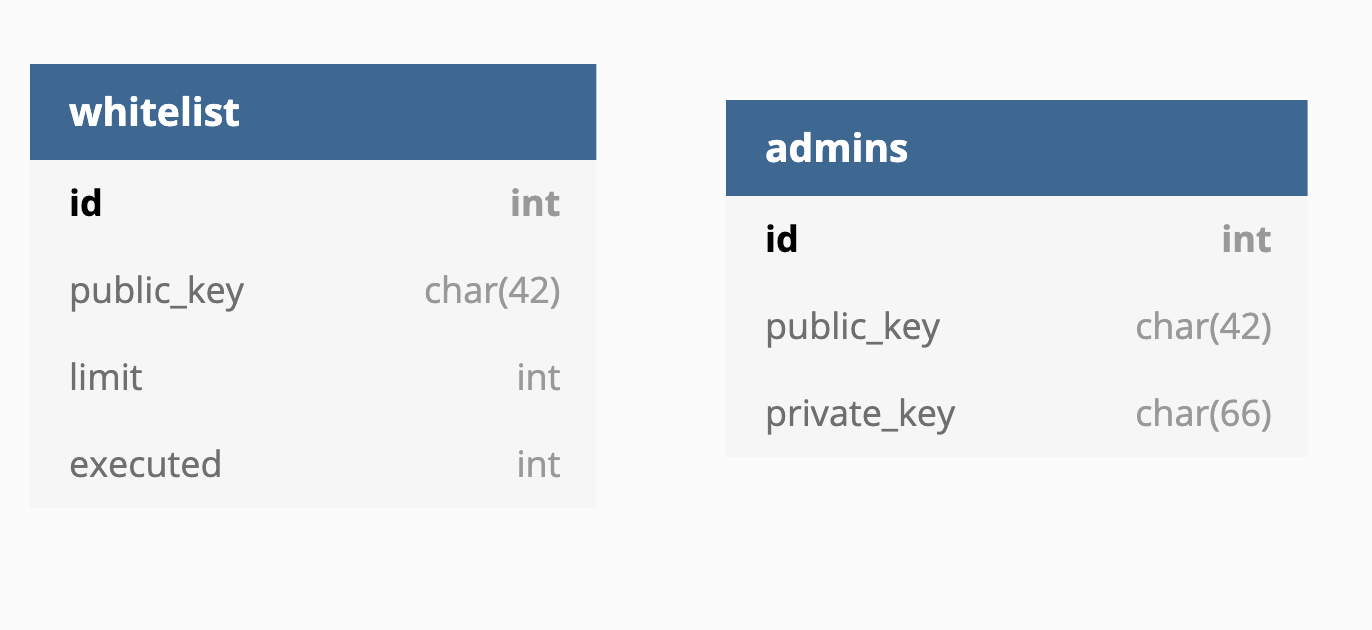 whitelist
id int
public_key char(42)
limit int
executed int
admins
id int
public_key char(42)
private_key char(66)